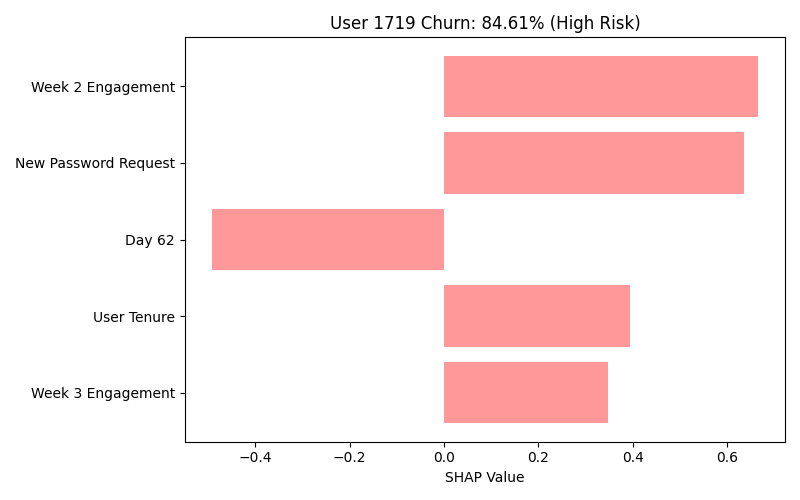 User 1719 Churn: 84.61% (High Risk)
Week 2 Engagement
New Password Request
Day 62
User Tenure
Week 3 Engagement
−0.4 −0.2 0.0 0.2 0.4 0.6
SHAP Value